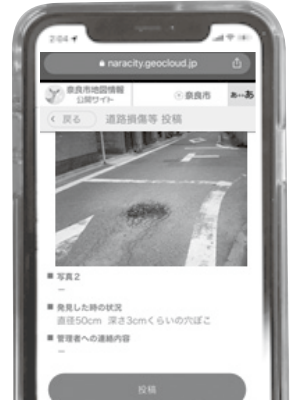 2:04
naracity.geocloud.jp
奈良市地図情報
公開サイト
奈良市
あ⇔あ
戻る
道路損傷等 投稿
■ 写真2
–
■ 発見した時の状況
直径50cm 深さ3cmくらいの穴ぼこ
■ 管理者への連絡内容
–
投稿